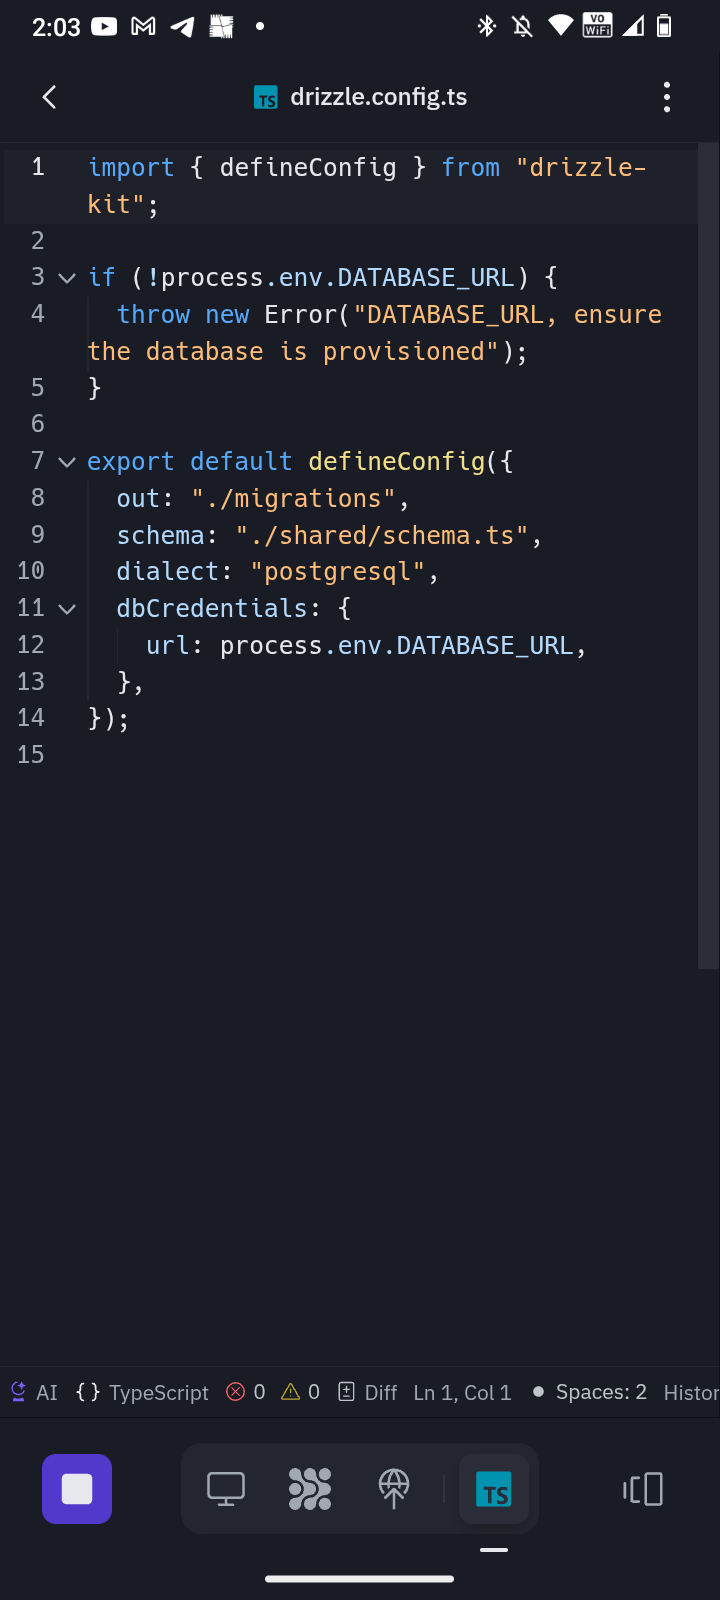 2:03
VO
WiFi
TS drizzle.config.ts
1 import { defineConfig } from "drizzle-
kit";
2
3 if (!process.env.DATABASE_URL) {
4 throw new Error("DATABASE_URL, ensure
the database is provisioned");
5 }
6
7 export default defineConfig({
8 out: "./migrations",
9 schema: "./shared/schema.ts",
10 dialect: "postgresql",
11 dbCredentials: {
12 url: process.env.DATABASE_URL,
13 },
14 });
15
AI {} TypeScript 0 0 Diff Ln 1, Col 1 Spaces: 2 Histor
TS